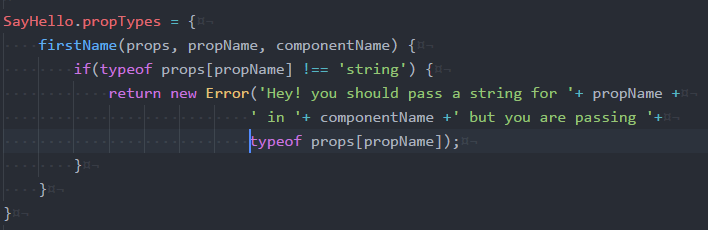 SayHello.propTypes = {
    firstName(props, propName, componentName) {
        if(typeof props[propName] !== 'string') {
            return new Error('Hey! you should pass a string for '+ propName +
                            ' in '+ componentName +' but you are passing '+
                            typeof props[propName]);
        }
    }
}